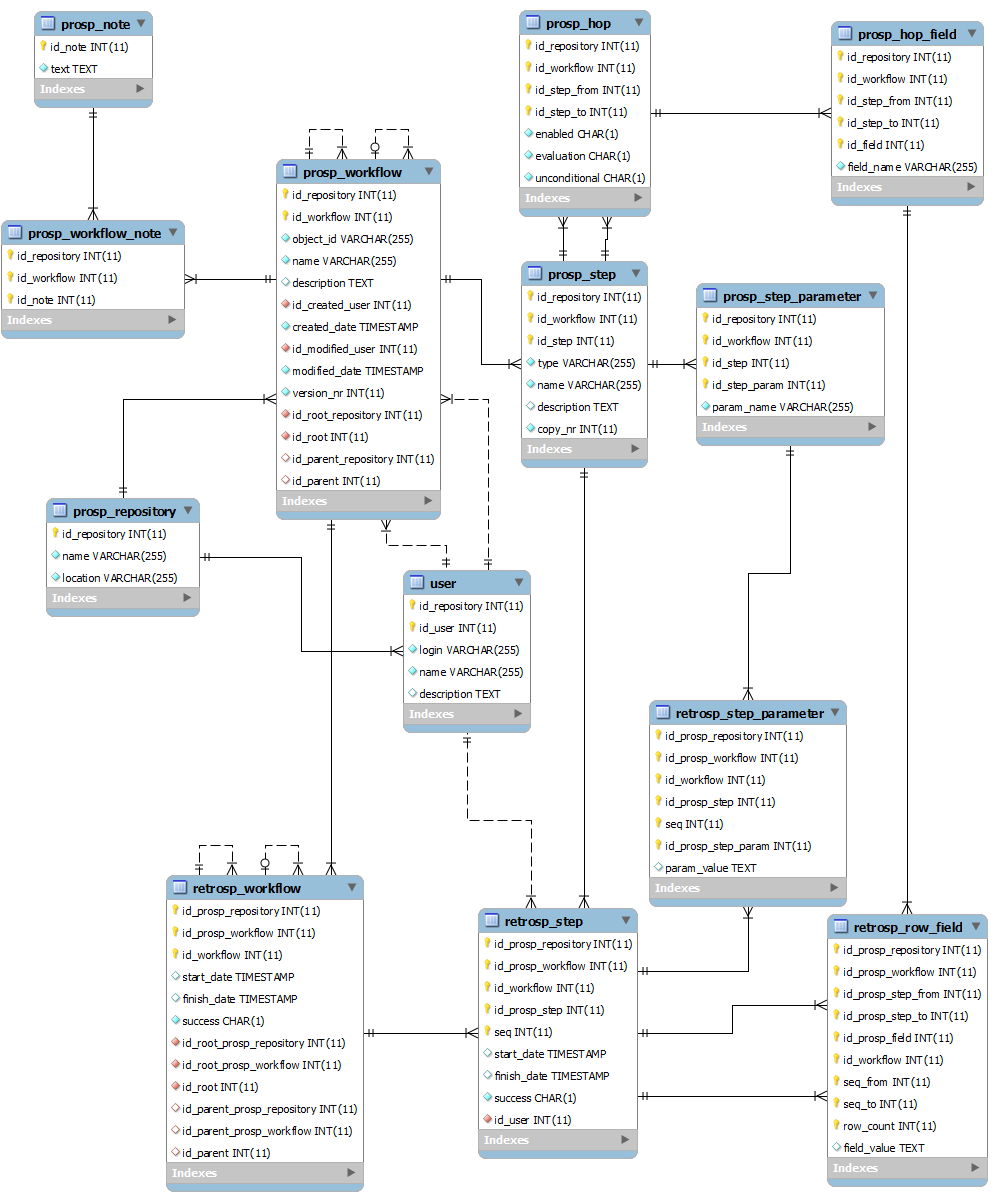 prosp_note
id_note INT(11)
text TEXT
Indexes
prosp_hop
id_repository INT(11)
id_workflow INT(11)
id_step_from INT(11)
id_step_to INT(11)
enabled CHAR(1)
evaluation CHAR(1)
unconditional CHAR(1)
Indexes
prosp_hop_field
id_repository INT(11)
id_workflow INT(11)
id_step_from INT(11)
id_step_to INT(11)
id_field INT(11)
field_name VARCHAR(255)
Indexes
prosp_workflow
id_repository INT(11)
id_workflow INT(11)
object_id VARCHAR(255)
name VARCHAR(255)
description TEXT
id_created_user INT(11)
created_date TIMESTAMP
id_modified_user INT(11)
modified_date TIMESTAMP
version_nr INT(11)
id_root_repository INT(11)
id_root INT(11)
id_parent_repository INT(11)
id_parent INT(11)
Indexes
prosp_workflow_note
id_repository INT(11)
id_workflow INT(11)
id_note INT(11)
Indexes
prosp_step
id_repository INT(11)
id_workflow INT(11)
id_step INT(11)
type VARCHAR(255)
name VARCHAR(255)
description TEXT
copy_nr INT(11)
Indexes
prosp_step_parameter
id_repository INT(11)
id_workflow INT(11)
id_step INT(11)
id_step_param INT(11)
param_name VARCHAR(255)
Indexes
prosp_repository
id_repository INT(11)
name VARCHAR(255)
location VARCHAR(255)
Indexes
user
id_repository INT(11)
id_user INT(11)
login VARCHAR(255)
name VARCHAR(255)
description TEXT
Indexes
retrosp_step_parameter
id_prosp_repository INT(11)
id_prosp_workflow INT(11)
id_workflow INT(11)
id_prosp_step INT(11)
seq INT(11)
id_prosp_step_param INT(11)
param_value TEXT
Indexes
retrosp_workflow
id_prosp_repository INT(11)
id_prosp_workflow INT(11)
id_workflow INT(11)
start_date TIMESTAMP
finish_date TIMESTAMP
success CHAR(1)
id_root_prosp_repository INT(11)
id_root_prosp_workflow INT(11)
id_root INT(11)
id_parent_prosp_repository INT(11)
id_parent_prosp_workflow INT(11)
id_parent INT(11)
Indexes
retrosp_step
id_prosp_repository INT(11)
id_prosp_workflow INT(11)
id_workflow INT(11)
id_prosp_step INT(11)
seq INT(11)
start_date TIMESTAMP
finish_date TIMESTAMP
success CHAR(1)
id_user INT(11)
Indexes
retrosp_row_field
id_prosp_repository INT(11)
id_prosp_workflow INT(11)
id_prosp_step_from INT(11)
id_prosp_step_to INT(11)
id_prosp_field INT(11)
id_workflow INT(11)
seq_from INT(11)
seq_to INT(11)
row_count INT(11)
field_value TEXT
Indexes